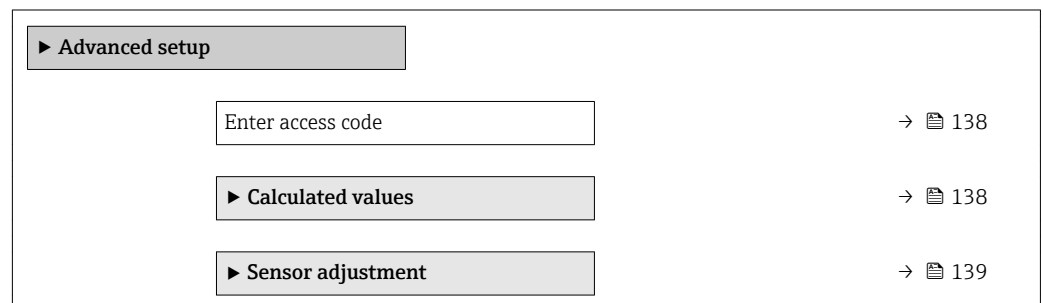 ▶ Advanced setup
Enter access code → 🖺 138
▶ Calculated values → 🖺 138
▶ Sensor adjustment → 🖺 139